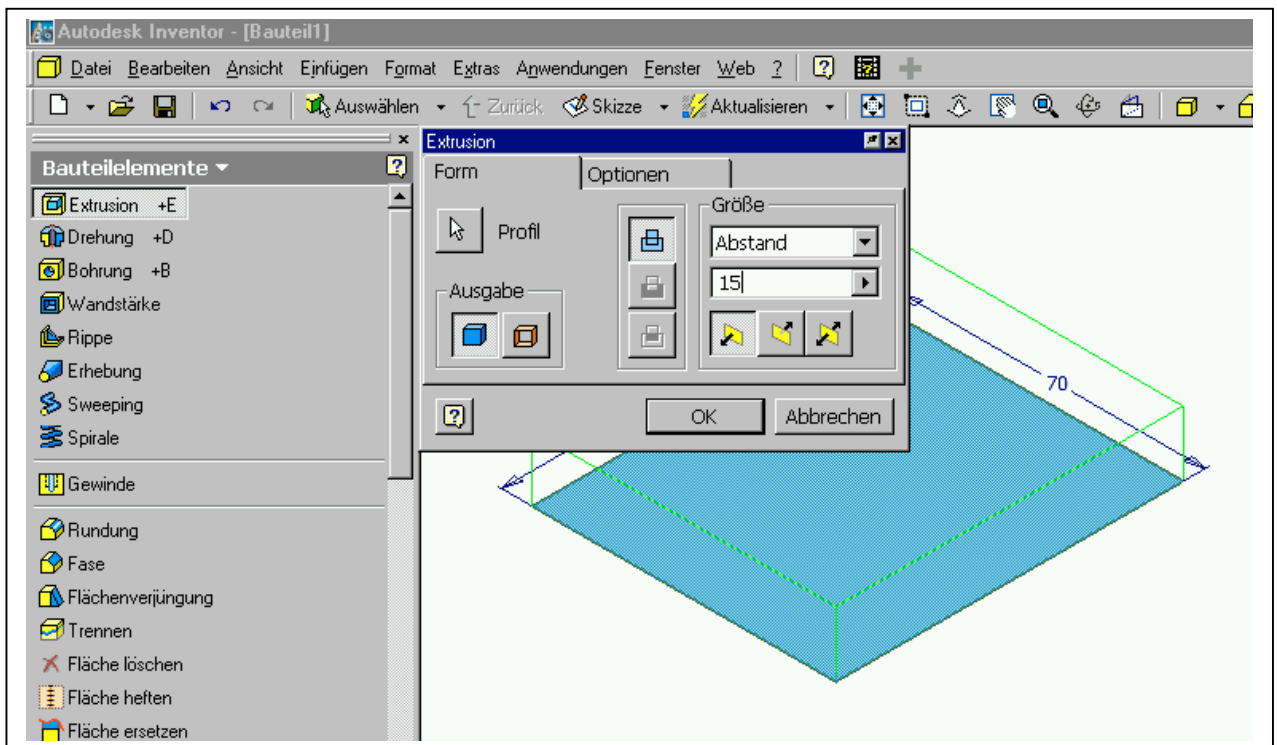 Autodesk Inventor - [Bauteil1]
Datei Bearbeiten Ansicht Einfügen Format Extras Anwendungen Fenster Web ?
Auswählen Zurück Skizze Aktualisieren
Bauteilelemente
Extrusion +E
Drehung +D
Bohrung +B
Wandstärke
Rippe
Erhebung
Sweeping
Spirale
Gewinde
Rundung
Fase
Flächenverjüngung
Trennen
Fläche löschen
Fläche heften
Fläche ersetzen
Extrusion
Form Optionen
Profil
Ausgabe
Größe
Abstand
15
OK Abbrechen
70